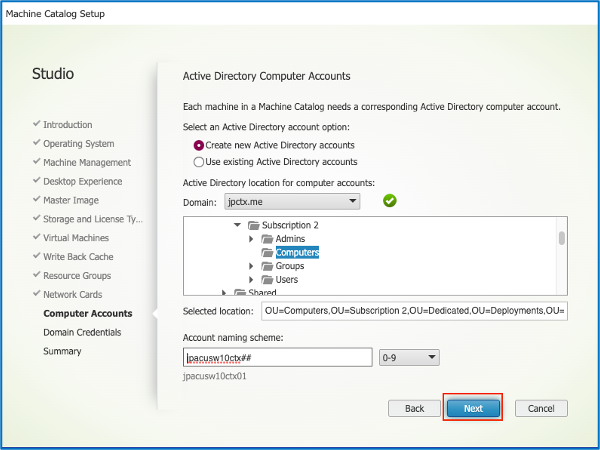 Machine Catalog Setup
Studio
Introduction
Operating System
Machine Management
Desktop Experience
Master Image
Storage and License Ty...
Virtual Machines
Write Back Cache
Resource Groups
Network Cards
Computer Accounts
Domain Credentials
Summary
Active Directory Computer Accounts
Each machine in a Machine Catalog needs a corresponding Active Directory computer account.
Select an Active Directory account option:
Create new Active Directory accounts
Use existing Active Directory accounts
Active Directory location for computer accounts:
Domain: jpctx.me
Subscription 2
Admins
Computers
Groups
Users
Shared
Selected location: OU=Computers,OU=Subscription 2,OU=Dedicated,OU=Deployments,OU=
Account naming scheme:
jpacusw10ctx## 0-9
jpacusw10ctx01
Back Next Cancel